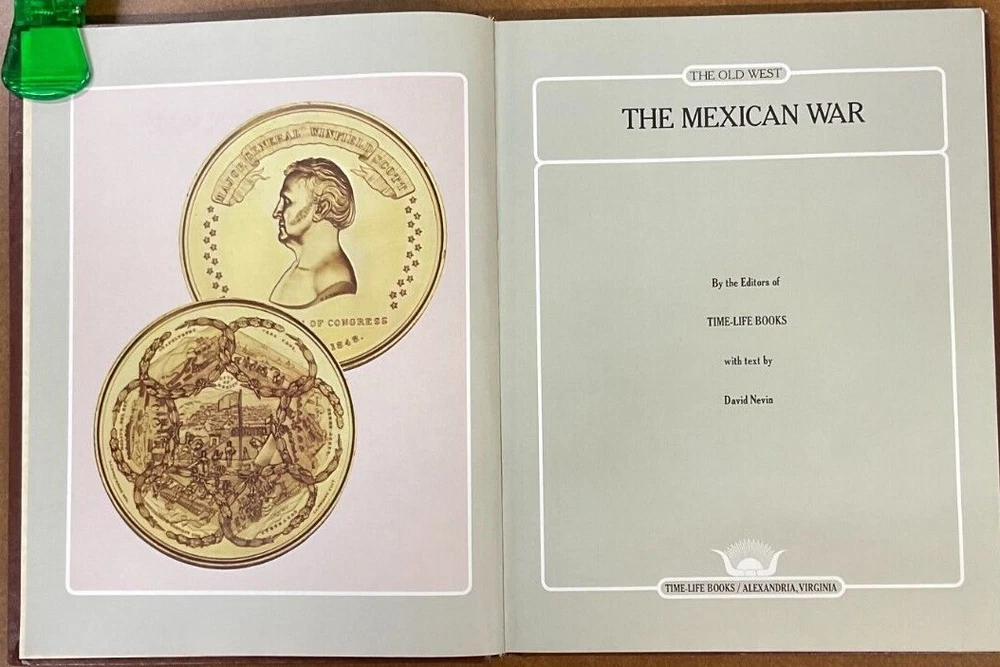 MAJOR GENERAL WINFIELD SCOTT
OF CONGRESS
1848.
THE OLD WEST
THE MEXICAN WAR
By the Editors of
TIME-LIFE BOOKS
with text by
David Nevin
TIME-LIFE BOOKS / ALEXANDRIA, VIRGINIA